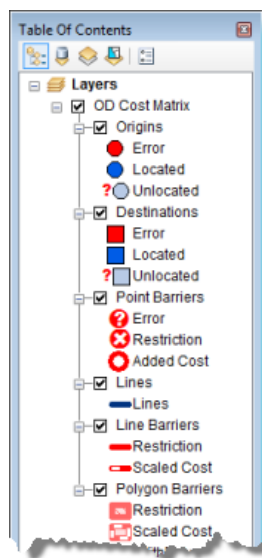 Table Of Contents
Layers
OD Cost Matrix
Origins
Error
Located
? Unlocated
Destinations
Error
Located
? Unlocated
Point Barriers
? Error
Restriction
Added Cost
Lines
Lines
Line Barriers
Restriction
Scaled Cost
Polygon Barriers
Restriction
Scaled Cost